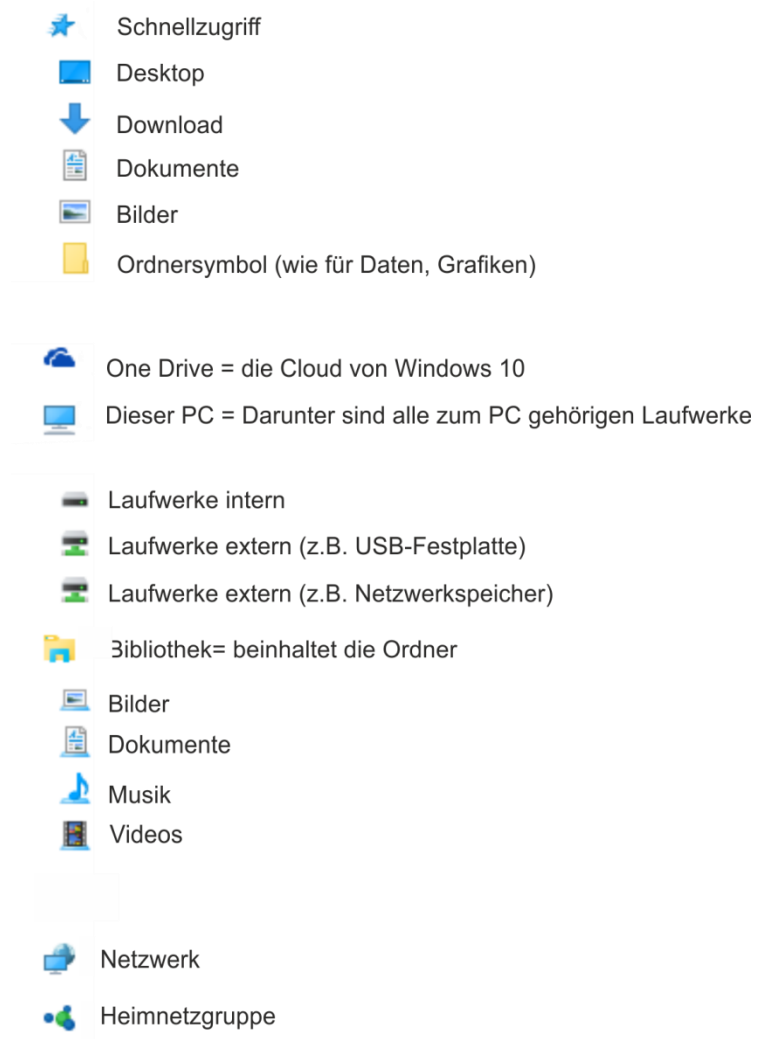 Schnellzugriff
Desktop
Download
Dokumente
Bilder
Ordnersymbol (wie für Daten, Grafiken)
One Drive = die Cloud von Windows 10
Dieser PC = Darunter sind alle zum PC gehörigen Laufwerke
Laufwerke intern
Laufwerke extern (z.B. USB-Festplatte)
Laufwerke extern (z.B. Netzwerkspeicher)
Bibliothek= beinhaltet die Ordner
Bilder
Dokumente
Musik
Videos
Netzwerk
Heimnetzgruppe